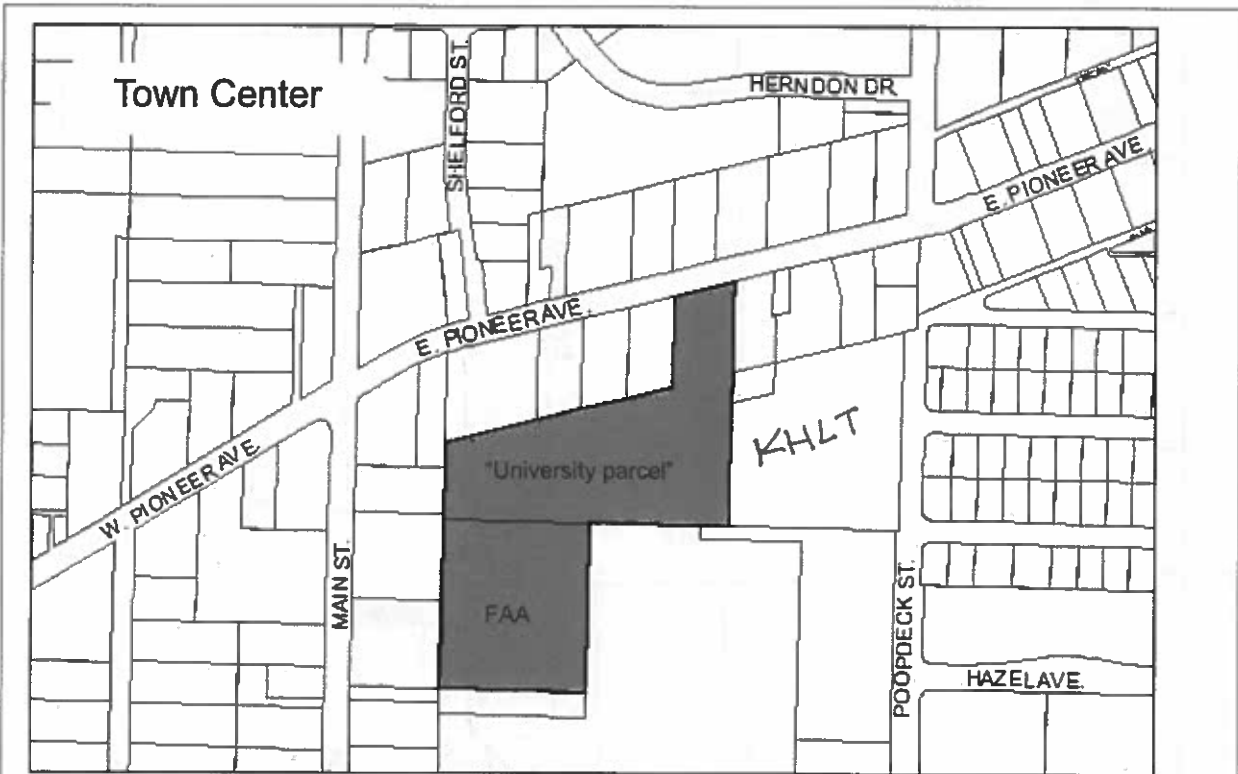 Town Center
SHELFORD ST.
HERNDON DR.
E. PIONEER AVE.
E. PIONEER AVE.
"University parcel"
KHLT
W. PIONEER AVE.
MAIN ST.
FAA
POOPDECK ST.
HAZEL AVE.